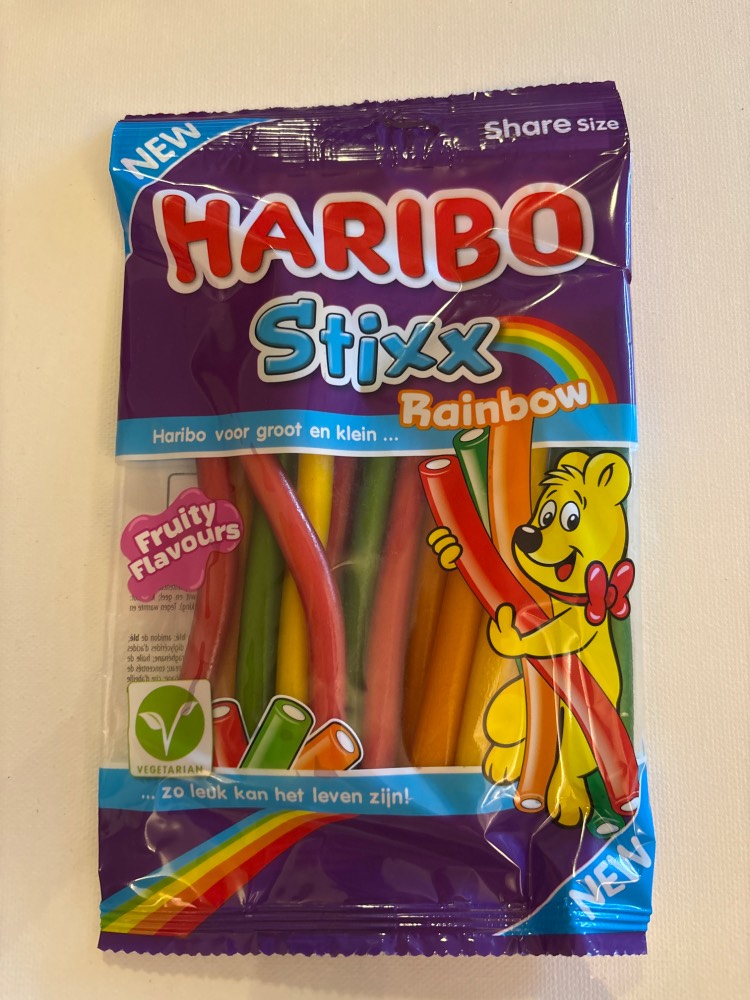 NEW
Share Size
HARIBO
Stixx
Rainbow
Haribo voor groot en klein ...
Fruity
Flavours
VEGETARIAN
... zo leuk kan het leven zijn!
NEW